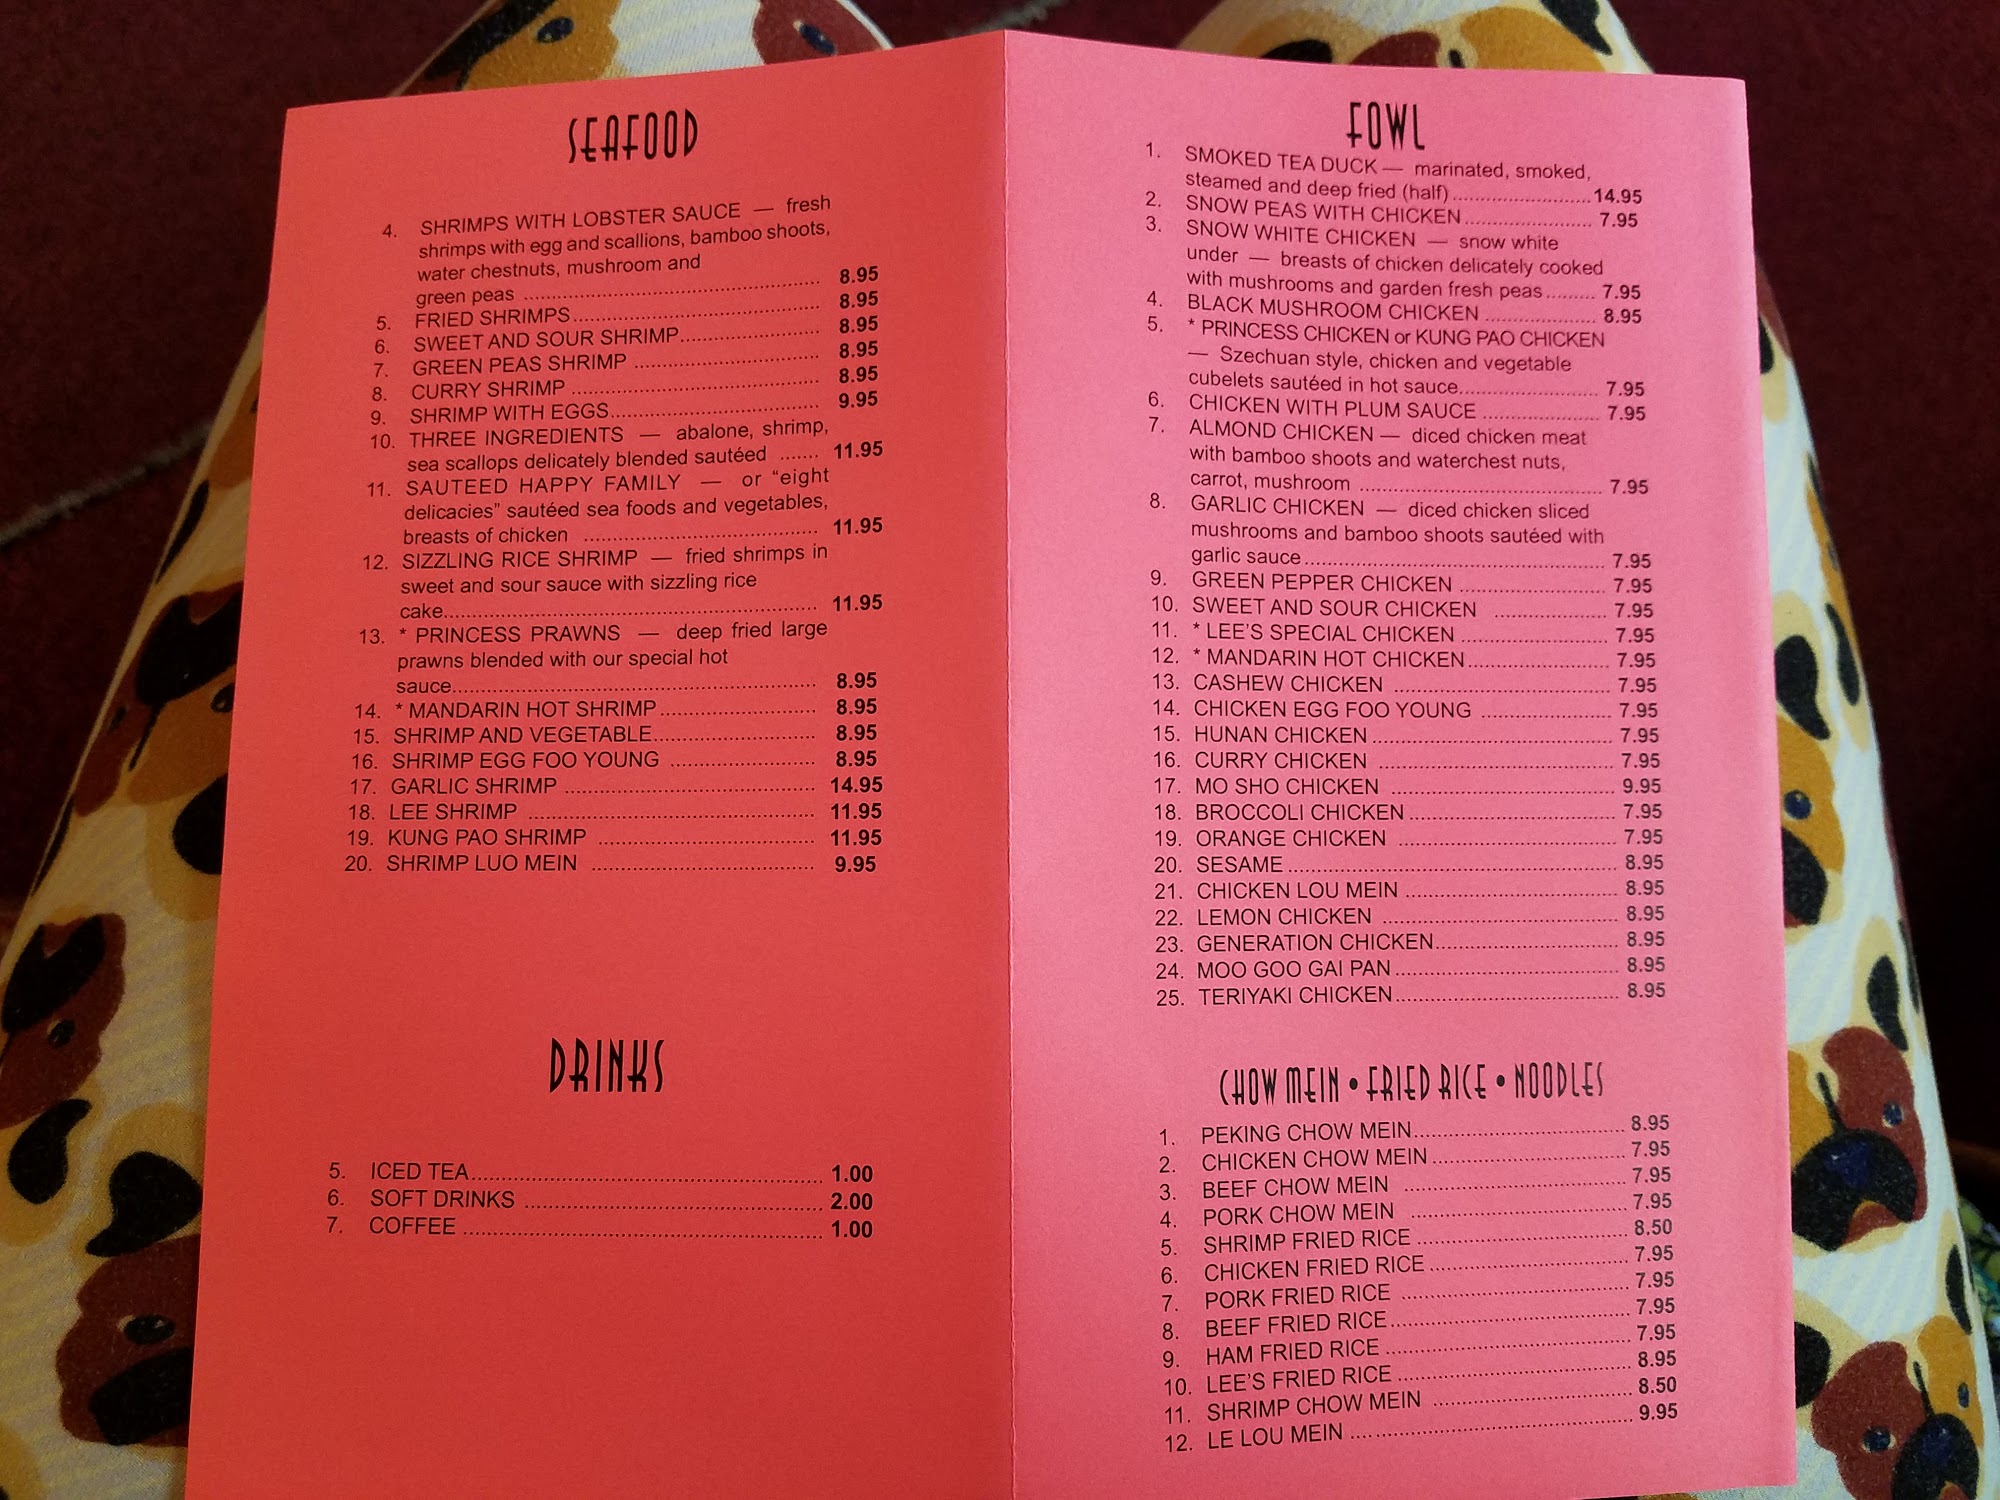 SEAFOOD
4. SHRIMPS WITH LOBSTER SAUCE — fresh
shrimps with egg and scallions, bamboo shoots,
water chestnuts, mushroom and
green peas ........ 8.95
5. FRIED SHRIMPS ........ 8.95
6. SWEET AND SOUR SHRIMP ........ 8.95
7. GREEN PEAS SHRIMP ........ 8.95
8. CURRY SHRIMP ........ 8.95
9. SHRIMP WITH EGGS ........ 9.95
10. THREE INGREDIENTS — abalone, shrimp,
sea scallops delicately blended sautéed ....... 11.95
11. SAUTEED HAPPY FAMILY — or "eight
delicacies" sautéed sea foods and vegetables,
breasts of chicken ........ 11.95
12. SIZZLING RICE SHRIMP — fried shrimps in
sweet and sour sauce with sizzling rice
cake ........ 11.95
13. * PRINCESS PRAWNS — deep fried large
prawns blended with our special hot
sauce ........ 8.95
14. * MANDARIN HOT SHRIMP ........ 8.95
15. SHRIMP AND VEGETABLE ........ 8.95
16. SHRIMP EGG FOO YOUNG ........ 8.95
17. GARLIC SHRIMP ........ 14.95
18. LEE SHRIMP ........ 11.95
19. KUNG PAO SHRIMP ........ 11.95
20. SHRIMP LUO MEIN ........ 9.95
DRINKS
5. ICED TEA ........ 1.00
6. SOFT DRINKS ........ 2.00
7. COFFEE ........ 1.00
FOWL
1. SMOKED TEA DUCK — marinated, smoked,
steamed and deep fried (half) ........ 14.95
2. SNOW PEAS WITH CHICKEN ........ 7.95
3. SNOW WHITE CHICKEN — snow white
under — breasts of chicken delicately cooked
with mushrooms and garden fresh peas ........ 7.95
4. BLACK MUSHROOM CHICKEN ........ 8.95
5. * PRINCESS CHICKEN or KUNG PAO CHICKEN
— Szechuan style, chicken and vegetable
cubelets sautéed in hot sauce ........ 7.95
6. CHICKEN WITH PLUM SAUCE ........ 7.95
7. ALMOND CHICKEN — diced chicken meat
with bamboo shoots and waterchest nuts,
carrot, mushroom ........ 7.95
8. GARLIC CHICKEN — diced chicken sliced
mushrooms and bamboo shoots sautéed with
garlic sauce ........ 7.95
9. GREEN PEPPER CHICKEN ........ 7.95
10. SWEET AND SOUR CHICKEN ........ 7.95
11. * LEE'S SPECIAL CHICKEN ........ 7.95
12. * MANDARIN HOT CHICKEN ........ 7.95
13. CASHEW CHICKEN ........ 7.95
14. CHICKEN EGG FOO YOUNG ........ 7.95
15. HUNAN CHICKEN ........ 7.95
16. CURRY CHICKEN ........ 7.95
17. MO SHO CHICKEN ........ 9.95
18. BROCCOLI CHICKEN ........ 7.95
19. ORANGE CHICKEN ........ 7.95
20. SESAME ........ 8.95
21. CHICKEN LOU MEIN ........ 8.95
22. LEMON CHICKEN ........ 8.95
23. GENERATION CHICKEN ........ 8.95
24. MOO GOO GAI PAN ........ 8.95
25. TERIYAKI CHICKEN ........ 8.95
CHOW MEIN • FRIED RICE • NOODLES
1. PEKING CHOW MEIN ........ 8.95
2. CHICKEN CHOW MEIN ........ 7.95
3. BEEF CHOW MEIN ........ 7.95
4. PORK CHOW MEIN ........ 7.95
5. SHRIMP FRIED RICE ........ 8.50
6. CHICKEN FRIED RICE ........ 7.95
7. PORK FRIED RICE ........ 7.95
8. BEEF FRIED RICE ........ 7.95
9. HAM FRIED RICE ........ 7.95
10. LEE'S FRIED RICE ........ 8.95
11. SHRIMP CHOW MEIN ........ 8.50
12. LE LOU MEIN ........ 9.95